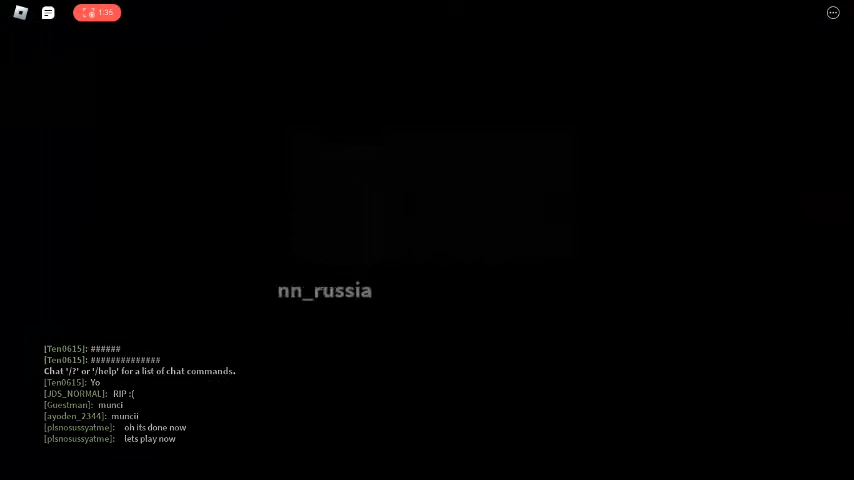 1:36
nn_russia
[Ten0615]: ######
[Ten0615]: ##############
Chat '/?' or '/help' for a list of chat commands.
[Ten0615]: Yo
[JDS_NORMAL]: RIP :(
[Guestman]: munci
[ayoden_2344]: muncii
[plsnosussyatme]: oh its done now
[plsnosussyatme]: lets play now